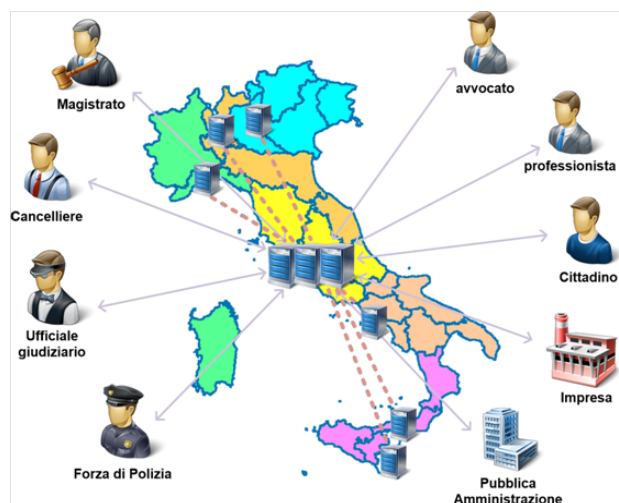 Magistrato
avvocato
professionista
Cancelliere
Cittadino
Ufficiale
giudiziario
Impresa
Forza di Polizia
Pubblica
Amministrazione